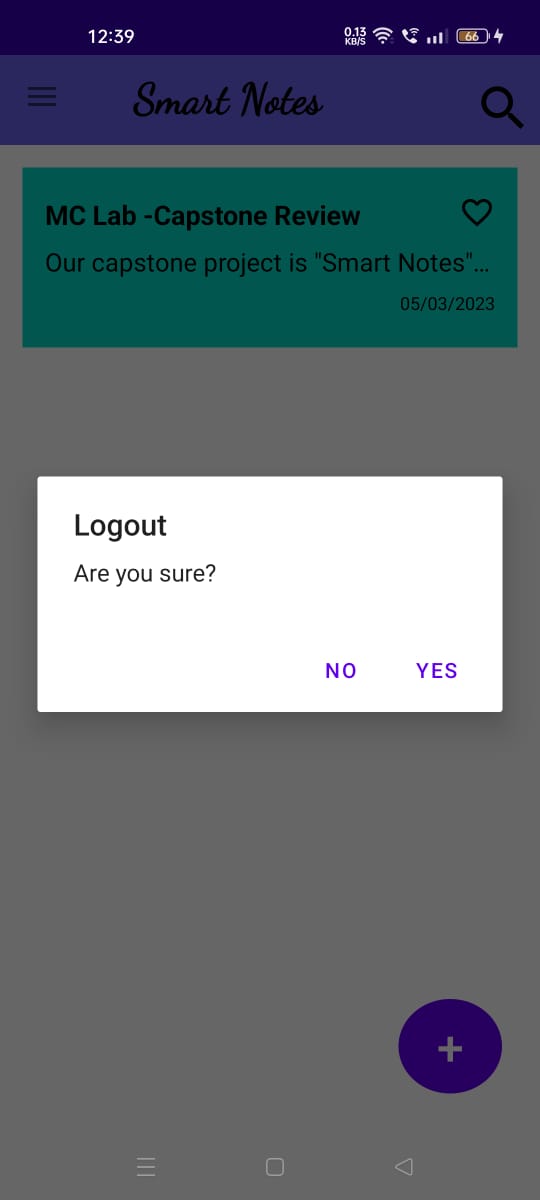 12:39
0.13
KB/S
66
Smart Notes
MC Lab -Capstone Review
Our capstone project is "Smart Notes"...
05/03/2023
Logout
Are you sure?
NO YES